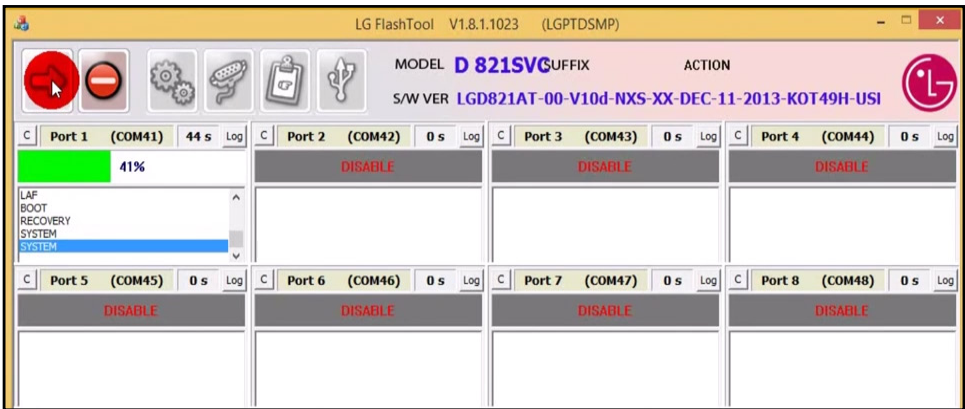 LG FlashTool V1.8.1.1023 (LGPTDSMP)
MODEL D 821SVC SUFFIX ACTION
S/W VER LGD821AT-00-V10d-NXS-XX-DEC-11-2013-KOT49H-USI
C Port 1 (COM41) 44 s Log C Port 2 (COM42) 0 s Log C Port 3 (COM43) 0 s Log C Port 4 (COM44) 0 s Log
41% DISABLE DISABLE DISABLE
LAF
BOOT
RECOVERY
SYSTEM
SYSTEM
C Port 5 (COM45) 0 s Log C Port 6 (COM46) 0 s Log C Port 7 (COM47) 0 s Log C Port 8 (COM48) 0 s Log
DISABLE DISABLE DISABLE DISABLE